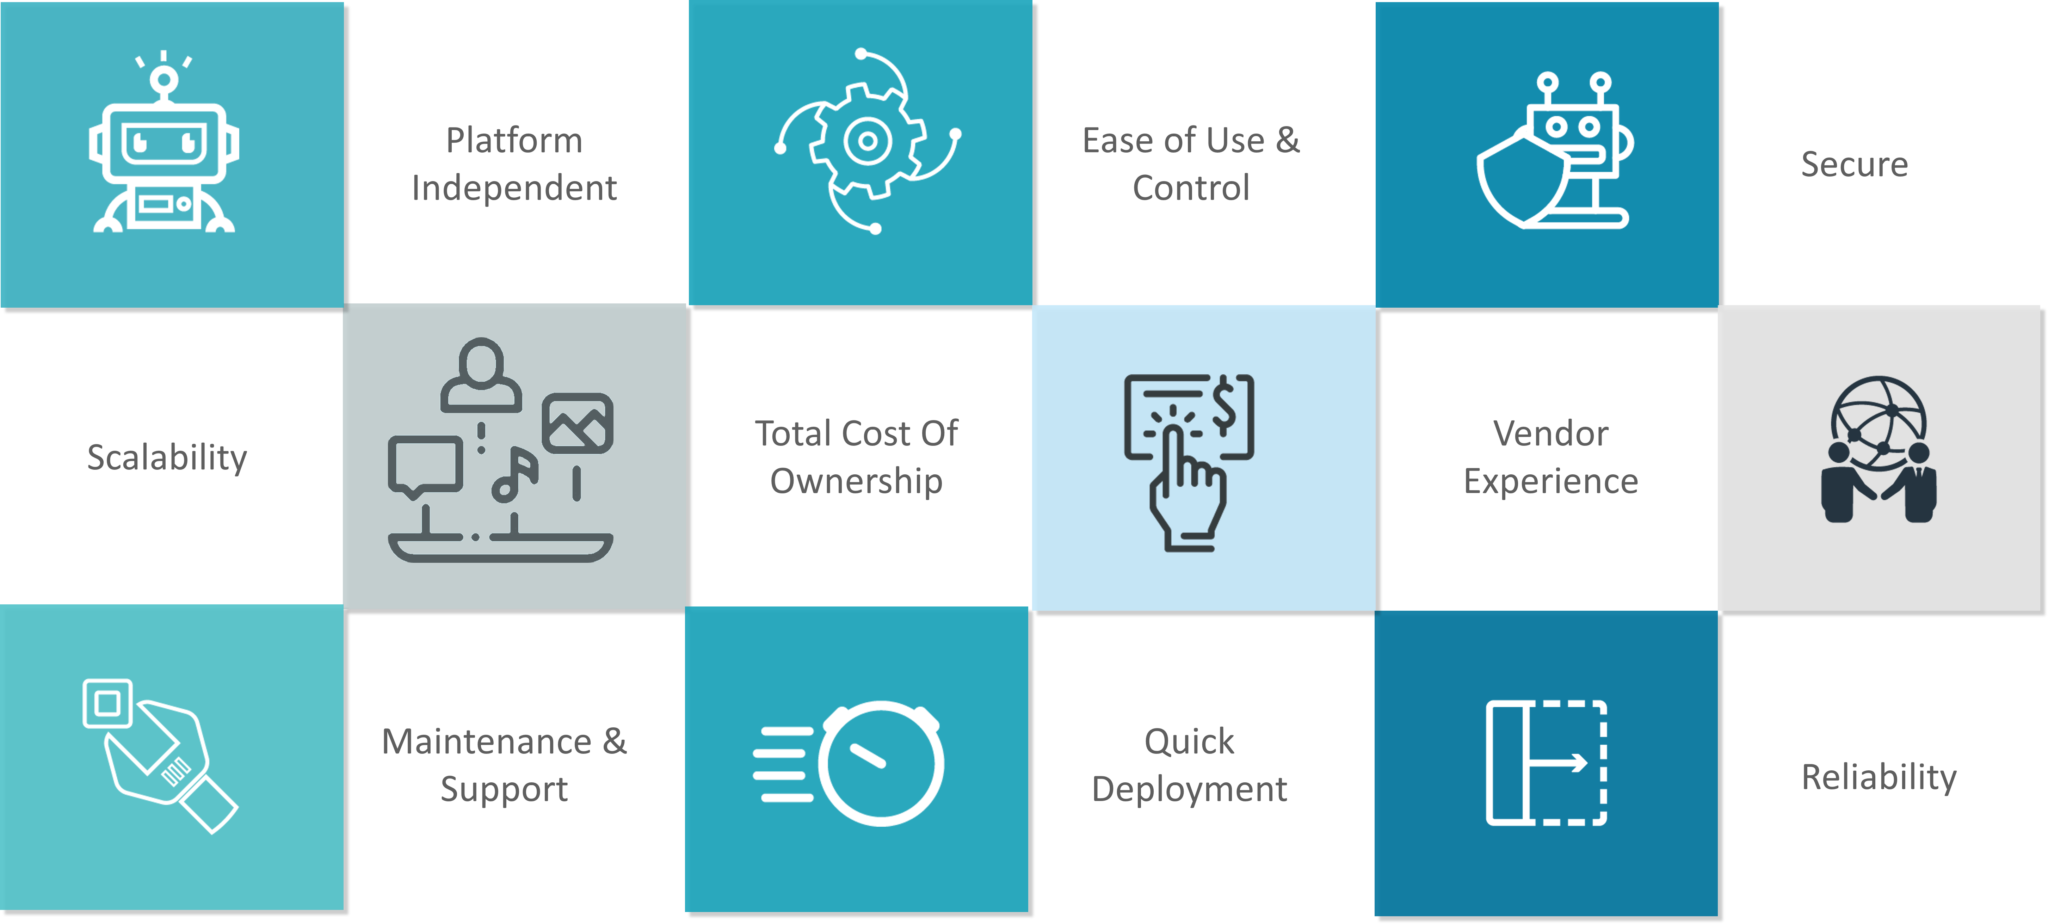 Platform
Independent
Ease of Use &
Control
Secure
Scalability
Total Cost Of
Ownership
Vendor
Experience
Maintenance &
Support
Quick
Deployment
Reliability